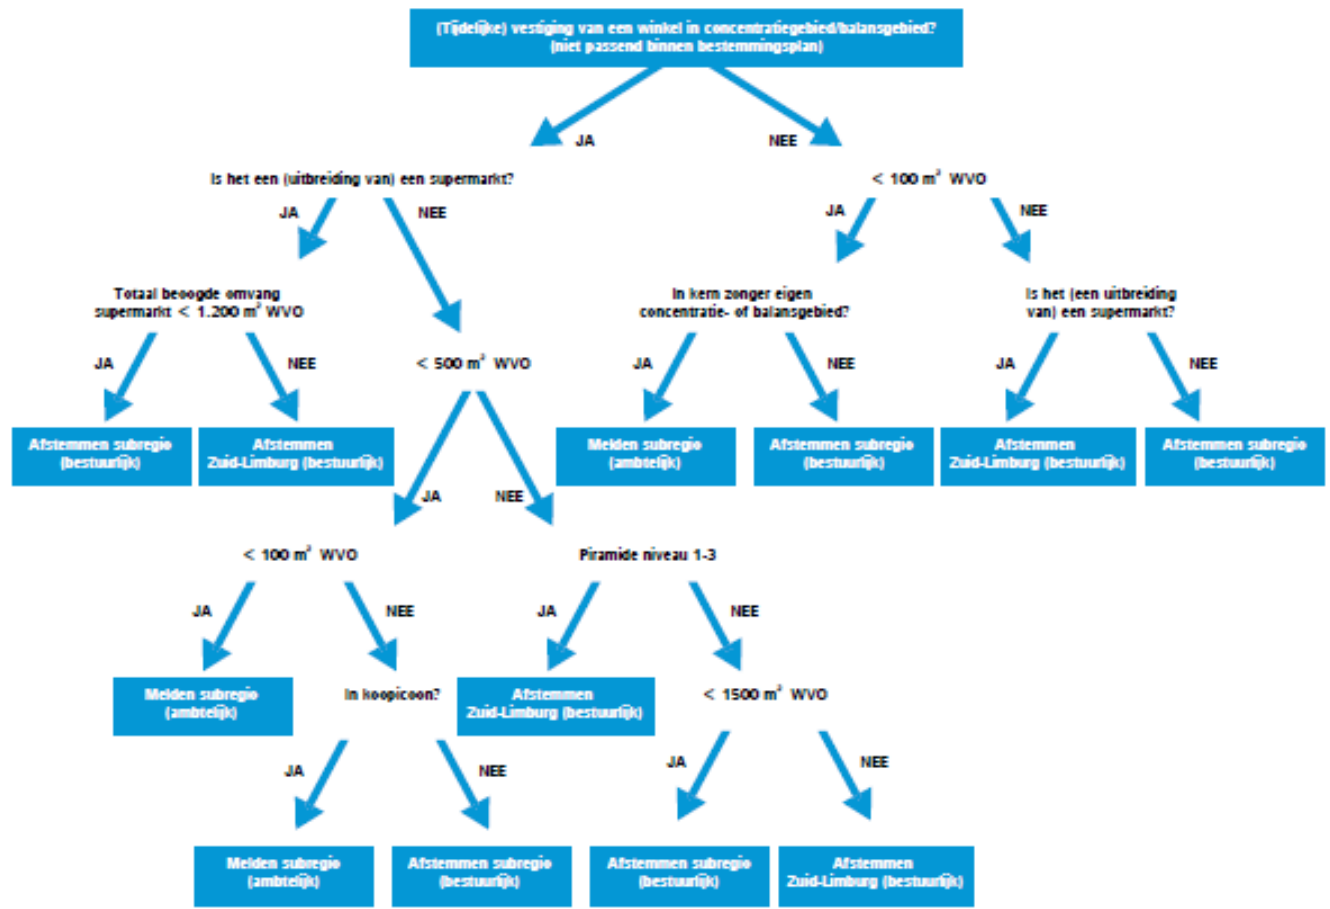 (Tijdelijke) vestiging van een winkel in concentratiegebied/balansgebied?
(niet passend binnen bestemmingsplan)
JA
NEE
Is het een (uitbreiding van) een supermarkt?
< 100 m² WVO
JA
NEE
JA
NEE
Totaal beoogde omvang
supermarkt < 1.200 m² WVO
In kern zonger eigen
concentratie- of balansgebied?
Is het (een uitbreiding
van) een supermarkt?
JA
NEE
< 500 m² WVO
JA
NEE
JA
NEE
Afstemmen subregio
(bestuurlijk)
Afstemmen
Zuid-Limburg (bestuurlijk)
Melden subregio
(ambtelijk)
Afstemmen subregio
(bestuurlijk)
Afstemmen
Zuid-Limburg (bestuurlijk)
Afstemmen subregio
(bestuurlijk)
JA
NEE
< 100 m² WVO
Piramide niveau 1-3
JA
NEE
JA
NEE
Melden subregio
(ambtelijk)
In koopicoon?
Afstemmen
Zuid-Limburg (bestuurlijk)
< 1500 m² WVO
JA
NEE
JA
NEE
Melden subregio
(ambtelijk)
Afstemmen subregio
(bestuurlijk)
Afstemmen subregio
(bestuurlijk)
Afstemmen
Zuid-Limburg (bestuurlijk)